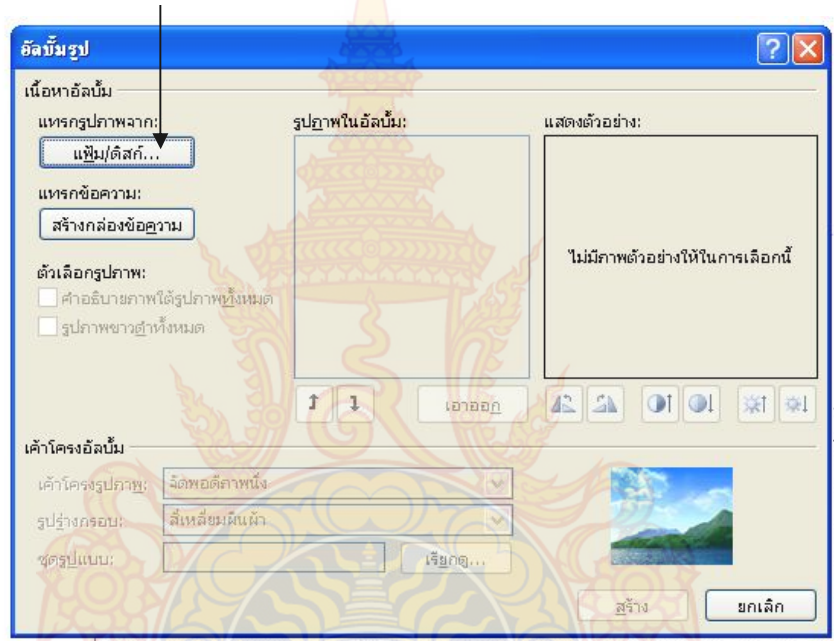 อัลบั้มรูป
เนื้อหาอัลบั้ม
แทรกรูปภาพจาก:
แฟ้ม/ดิสก์...
แทรกข้อความ:
สร้างกล่องข้อความ
ตัวเลือกรูปภาพ:
คำอธิบายภาพใต้รูปภาพทั้งหมด
รูปภาพขาวดำทั้งหมด
รูปภาพในอัลบั้ม:
เอาออก
แสดงตัวอย่าง:
ไม่มีภาพตัวอย่างให้ในการเลือกนี้
เค้าโครงอัลบั้ม
เค้าโครงรูปภาพ:
จัดพอดีภาพนิ่ง
รูปร่างกรอบ:
สี่เหลี่ยมผืนผ้า
ชุดรูปแบบ:
เรียกดู...
สร้าง
ยกเลิก